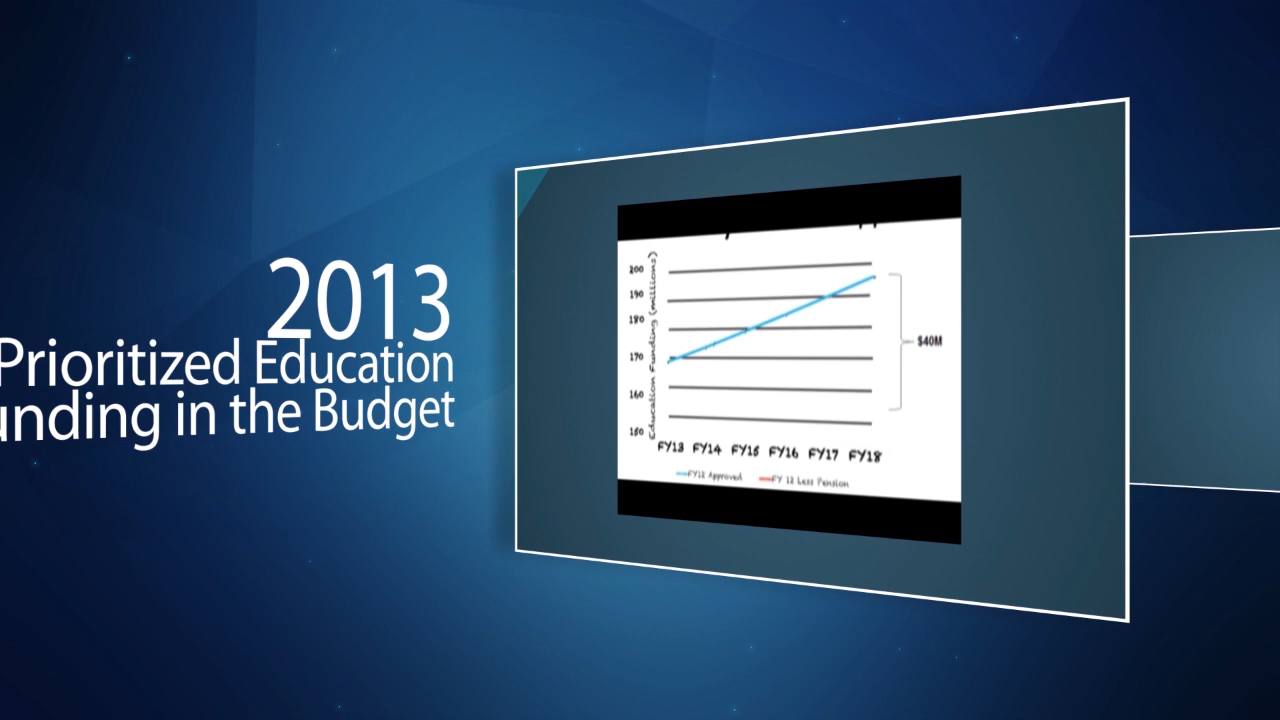 2013
Prioritized Education
unding in the Budget
Education Funding (millions)
200
190
180
170
160
150
$40M
FY13 FY14 FY15 FY16 FY17 FY18
FY12 Approved FY 12 Less Pension